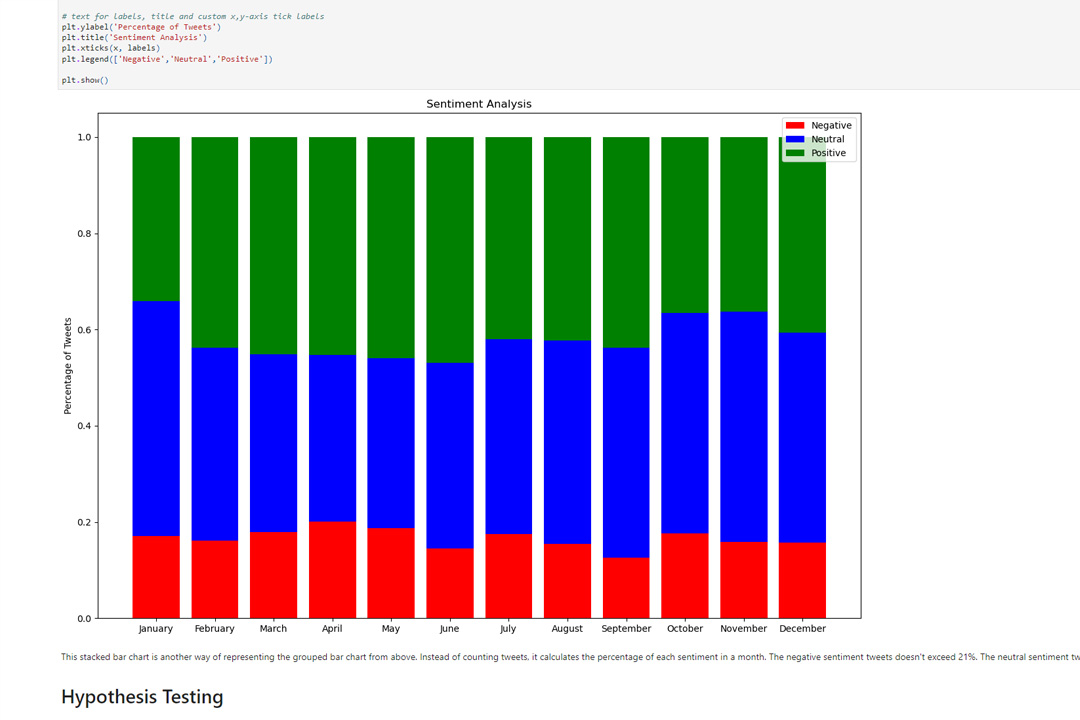 # text for labels, title and custom x,y-axis tick labels
plt.ylabel('Percentage of Tweets')
plt.title('Sentiment Analysis')
plt.xticks(x, labels)
plt.legend(['Negative','Neutral','Positive'])
plt.show()
Sentiment Analysis
Negative
Neutral
Positive
1.0
0.8
0.6
0.4
0.2
0.0
Percentage of Tweets
January February March April May June July August September October November December
This stacked bar chart is another way of representing the grouped bar chart from above. Instead of counting tweets, it calculates the percentage of each sentiment in a month. The negative sentiment tweets doesn't exceed 21%. The neutral sentiment tw
Hypothesis Testing